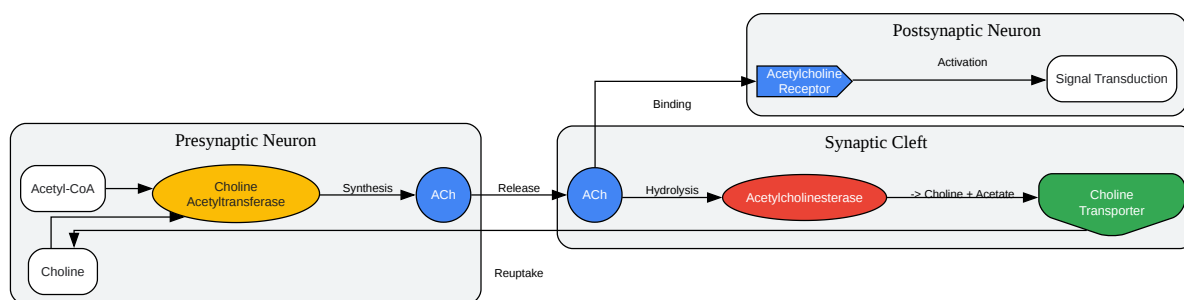 Postsynaptic Neuron
Acetylcholine
Receptor
Activation
Signal Transduction
Binding
Presynaptic Neuron
Synaptic Cleft
Acetyl-CoA
Choline
Acetyltransferase
Synthesis
ACh
Release
ACh
Hydrolysis
Acetylcholinesterase
-> Choline + Acetate
Choline
Transporter
Choline
Reuptake